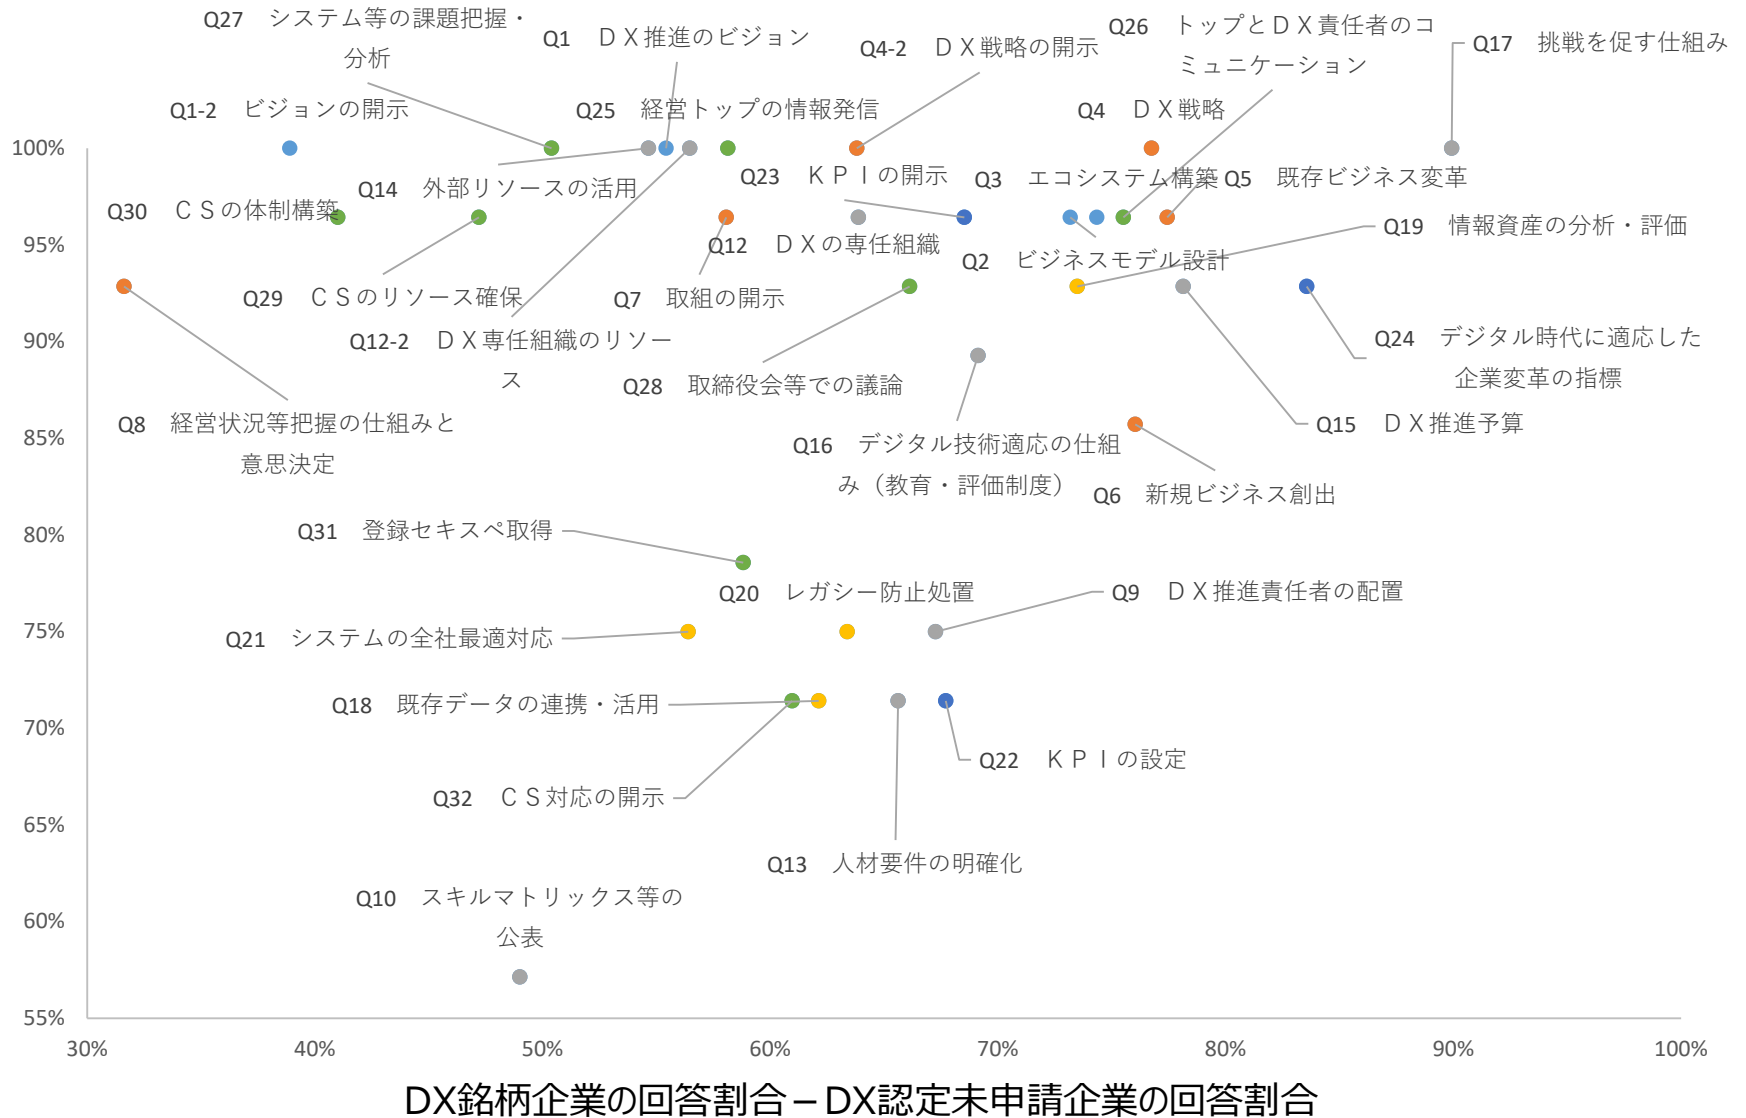 Q27　システム等の課題把握・
分析
Q1　ＤＸ推進のビジョン
Q4-2　ＤＸ戦略の開示
Q26　トップとＤＸ責任者のコ
ミュニケーション
Q17　挑戦を促す仕組み
Q1-2　ビジョンの開示
Q25　経営トップの情報発信
Q4　ＤＸ戦略
100%
Q14　外部リソースの活用
Q23　ＫＰＩの開示
Q3　エコシステム構築
Q5　既存ビジネス変革
Q30　ＣＳの体制構築
Q19　情報資産の分析・評価
95%
Q12　ＤＸの専任組織
Q2　ビジネスモデル設計
Q29　ＣＳのリソース確保
Q7　取組の開示
90%
Q12-2　ＤＸ専任組織のリソー
ス
Q24　デジタル時代に適応した
企業変革の指標
Q28　取締役会等での議論
Q8　経営状況等把握の仕組みと
意思決定
Q15　ＤＸ推進予算
85%
Q16　デジタル技術適応の仕組
み（教育・評価制度）
Q6　新規ビジネス創出
80%
Q31　登録セキスペ取得
Q20　レガシー防止処置
Q9　ＤＸ推進責任者の配置
75%
Q21　システムの全社最適対応
Q18　既存データの連携・活用
70%
Q22　ＫＰＩの設定
Q32　ＣＳ対応の開示
65%
Q13　人材要件の明確化
Q10　スキルマトリックス等の
公表
60%
55%
30% 40% 50% 60% 70% 80% 90% 100%
DX銘柄企業の回答割合－DX認定未申請企業の回答割合